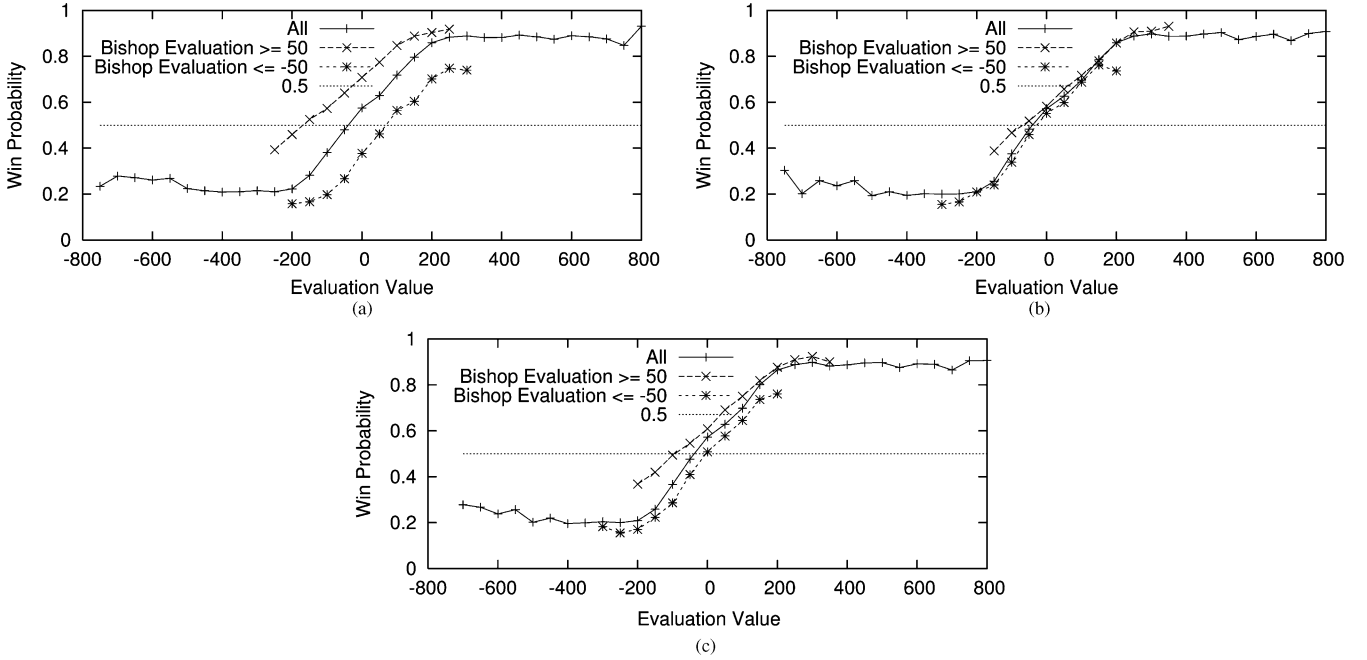 1
0.8
0.6
0.4
0.2
0
Win Probability
All
Bishop Evaluation >= 50
Bishop Evaluation <= -50
0.5
-800 -600 -400 -200 0 200 400 600 800
Evaluation Value
(a)
1
0.8
0.6
0.4
0.2
0
Win Probability
All
Bishop Evaluation >= 50
Bishop Evaluation <= -50
0.5
-800 -600 -400 -200 0 200 400 600 800
Evaluation Value
(b)
1
0.8
0.6
0.4
0.2
0
Win Probability
All
Bishop Evaluation >= 50
Bishop Evaluation <= -50
0.5
-800 -600 -400 -200 0 200 400 600 800
Evaluation Value
(c)